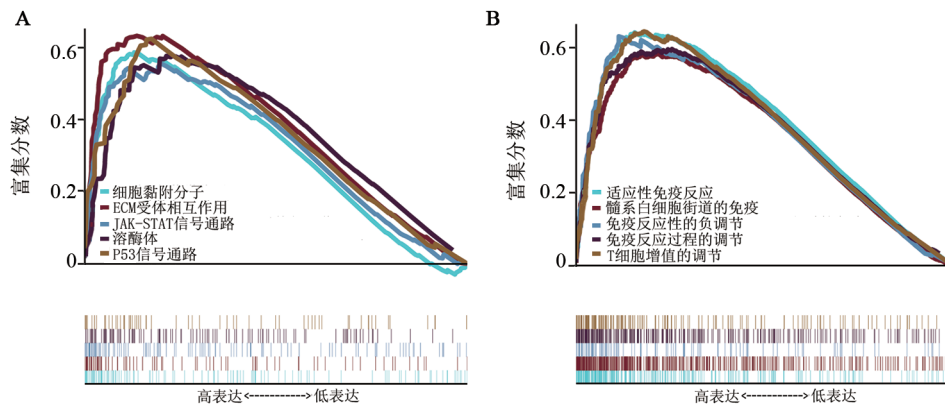 A
富集分数
0.6
0.4
0.2
0
细胞黏附分子
ECM受体相互作用
JAK-STAT信号通路
溶酶体
P53信号通路
高表达<------------>低表达
B
富集分数
0.6
0.4
0.2
0
适应性免疫反应
髓系白细胞街道的免疫
免疫反应性的负调节
免疫反应过程的调节
T细胞增值的调节
高表达<------------>低表达